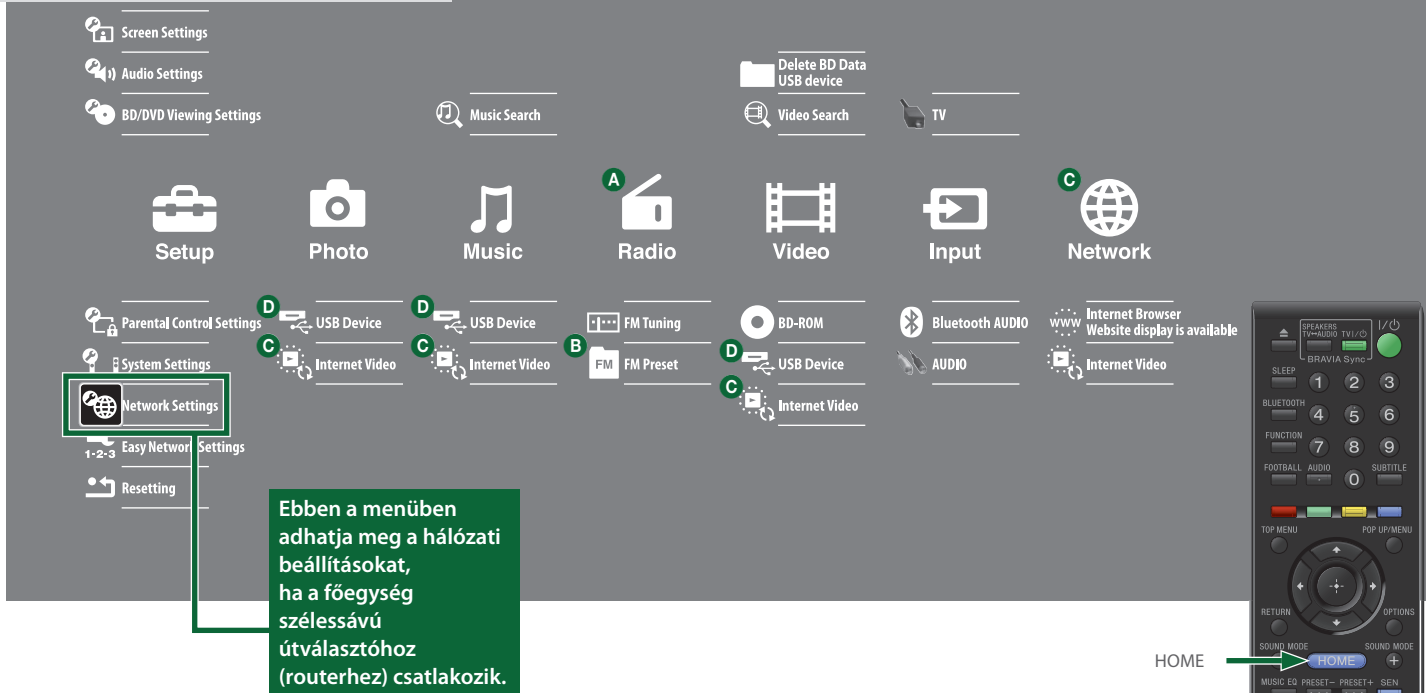 Screen Settings
Audio Settings
BD/DVD Viewing Settings
Music Search
Delete BD Data
USB device
Video Search
TV
A
C
Setup
Photo
Music
Radio
Video
Input
Network
Parental Control Settings
System Settings
Network Settings
1-2-3 Easy Network Settings
Resetting
D USB Device
C Internet Video
D USB Device
C Internet Video
FM Tuning
B FM FM Preset
BD-ROM
D USB Device
C Internet Video
Bluetooth AUDIO
AUDIO
www Internet Browser
Website display is available
Internet Video
Ebben a menüben
adhatja meg a hálózati
beállításokat,
ha a főegység
szélessávú
útválasztóhoz
(routerhez) csatlakozik.
HOME
SPEAKERS
TV↔AUDIO TV I/⏻ I/⏻
BRAVIA Sync
SLEEP
1 2 3
BLUETOOTH
4 5 6
FUNCTION
7 8 9
FOOTBALL AUDIO 0 SUBTITLE
TOP MENU POP UP/MENU
RETURN OPTIONS
SOUND MODE HOME SOUND MODE
+
MUSIC EQ PRESET– PRESET+ SEN